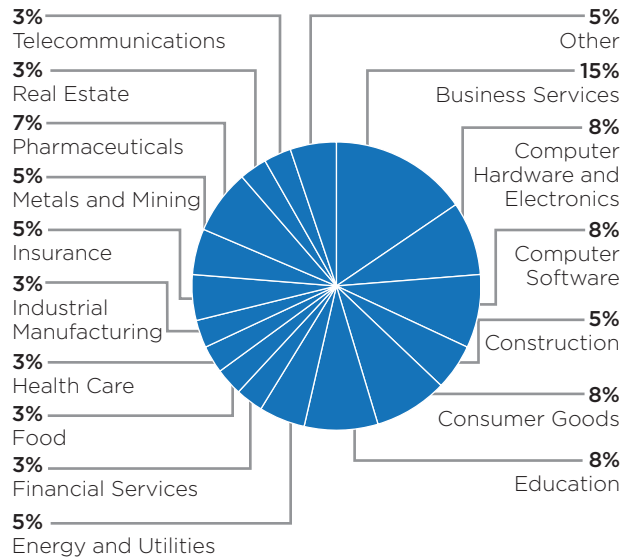 3%
Telecommunications
3%
Real Estate
7%
Pharmaceuticals
5%
Metals and Mining
5%
Insurance
3%
Industrial
Manufacturing
3%
Health Care
3%
Food
3%
Financial Services
5%
Energy and Utilities
5%
Other
15%
Business Services
8%
Computer
Hardware and
Electronics
8%
Computer
Software
5%
Construction
8%
Consumer Goods
8%
Education